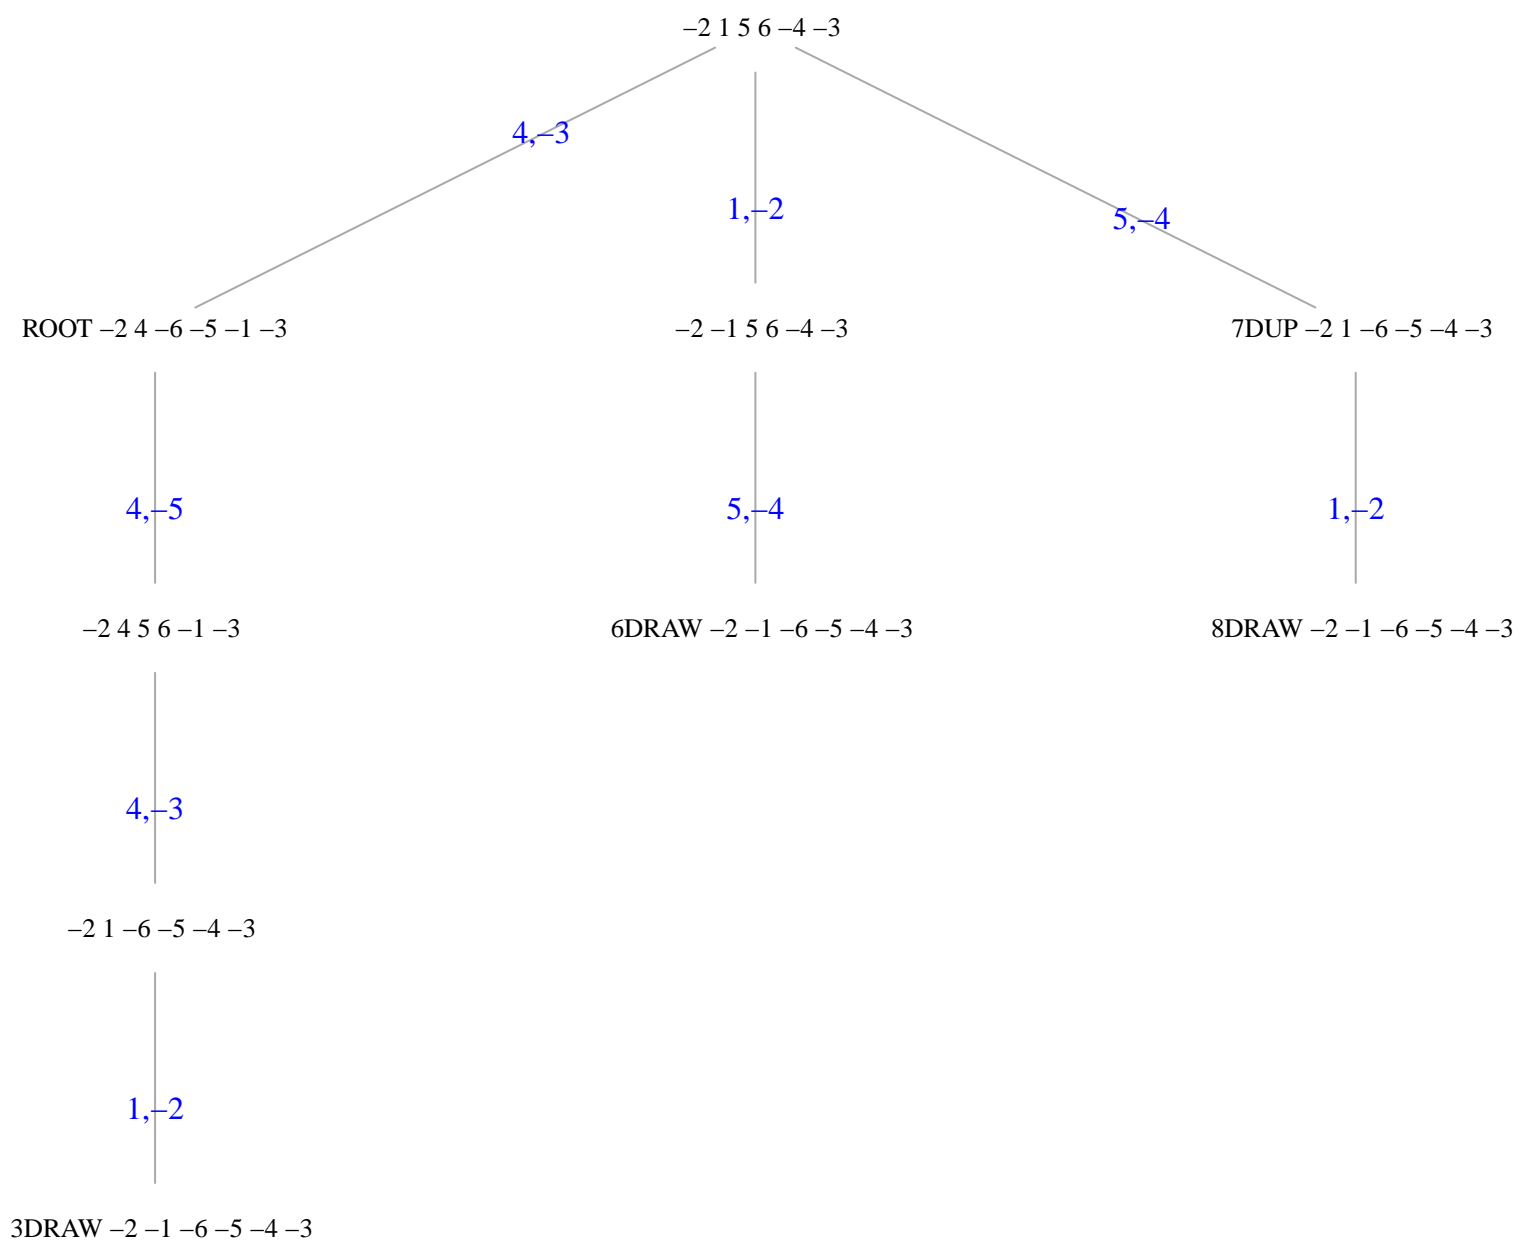 –2 1 5 6 –4 –3
4,–3
1,–2
5,–4
ROOT –2 4 –6 –5 –1 –3
–2 –1 5 6 –4 –3
7DUP –2 1 –6 –5 –4 –3
4,–5
5,–4
1,–2
–2 4 5 6 –1 –3
6DRAW –2 –1 –6 –5 –4 –3
8DRAW –2 –1 –6 –5 –4 –3
4,–3
–2 1 –6 –5 –4 –3
1,–2
3DRAW –2 –1 –6 –5 –4 –3